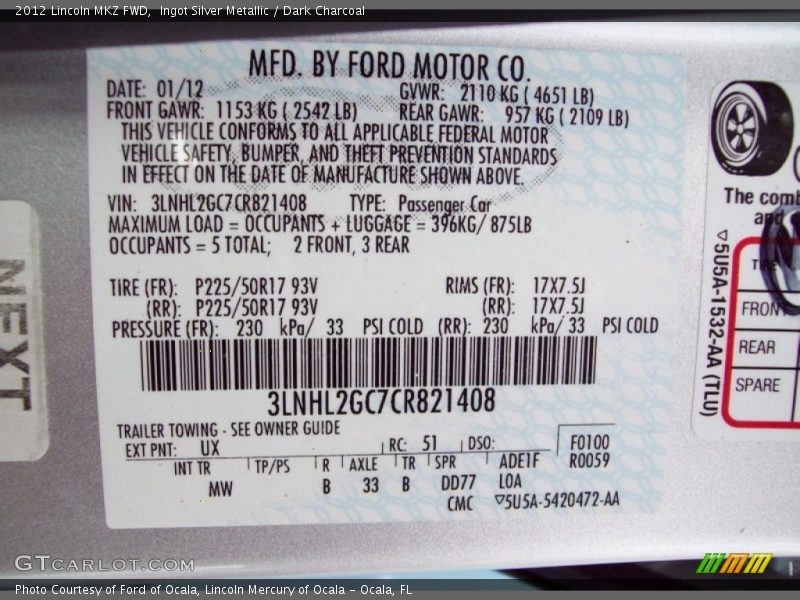 2012 Lincoln MKZ FWD,  Ingot Silver Metallic / Dark Charcoal
MFD. BY FORD MOTOR CO.
DATE: 01/12 GVWR: 2110 KG ( 4651 LB)
FRONT GAWR: 1153 KG ( 2542 LB) REAR GAWR: 957 KG ( 2109 LB)
THIS VEHICLE CONFORMS TO ALL APPLICABLE FEDERAL MOTOR
VEHICLE SAFETY, BUMPER, AND THEFT PREVENTION STANDARDS
IN EFFECT ON THE DATE OF MANUFACTURE SHOWN ABOVE.
VIN: 3LNHL2GC7CR821408 TYPE: Passenger Car
MAXIMUM LOAD = OCCUPANTS + LUGGAGE = 396KG/ 875LB
OCCUPANTS = 5 TOTAL; 2 FRONT, 3 REAR
TIRE (FR): P225/50R17 93V RIMS (FR): 17X7.5J
(RR): P225/50R17 93V (RR): 17X7.5J
PRESSURE (FR): 230 kPa/ 33 PSI COLD (RR): 230 kPa/ 33 PSI COLD
3LNHL2GC7CR821408
TRAILER TOWING - SEE OWNER GUIDE
EXT PNT: UX RC: 51 DSO: F0100
INT TR TP/PS R AXLE TR SPR ADE1F R0059
MW B 33 B DD77 L0A
CMC ▽5U5A-5420472-AA
NEXT
The comb
and
▽5U5A-1532-AA (TLU)
FRONT
REAR
SPARE
GTCARLOT.COM
Photo Courtesy of Ford of Ocala, Lincoln Mercury of Ocala - Ocala, FL